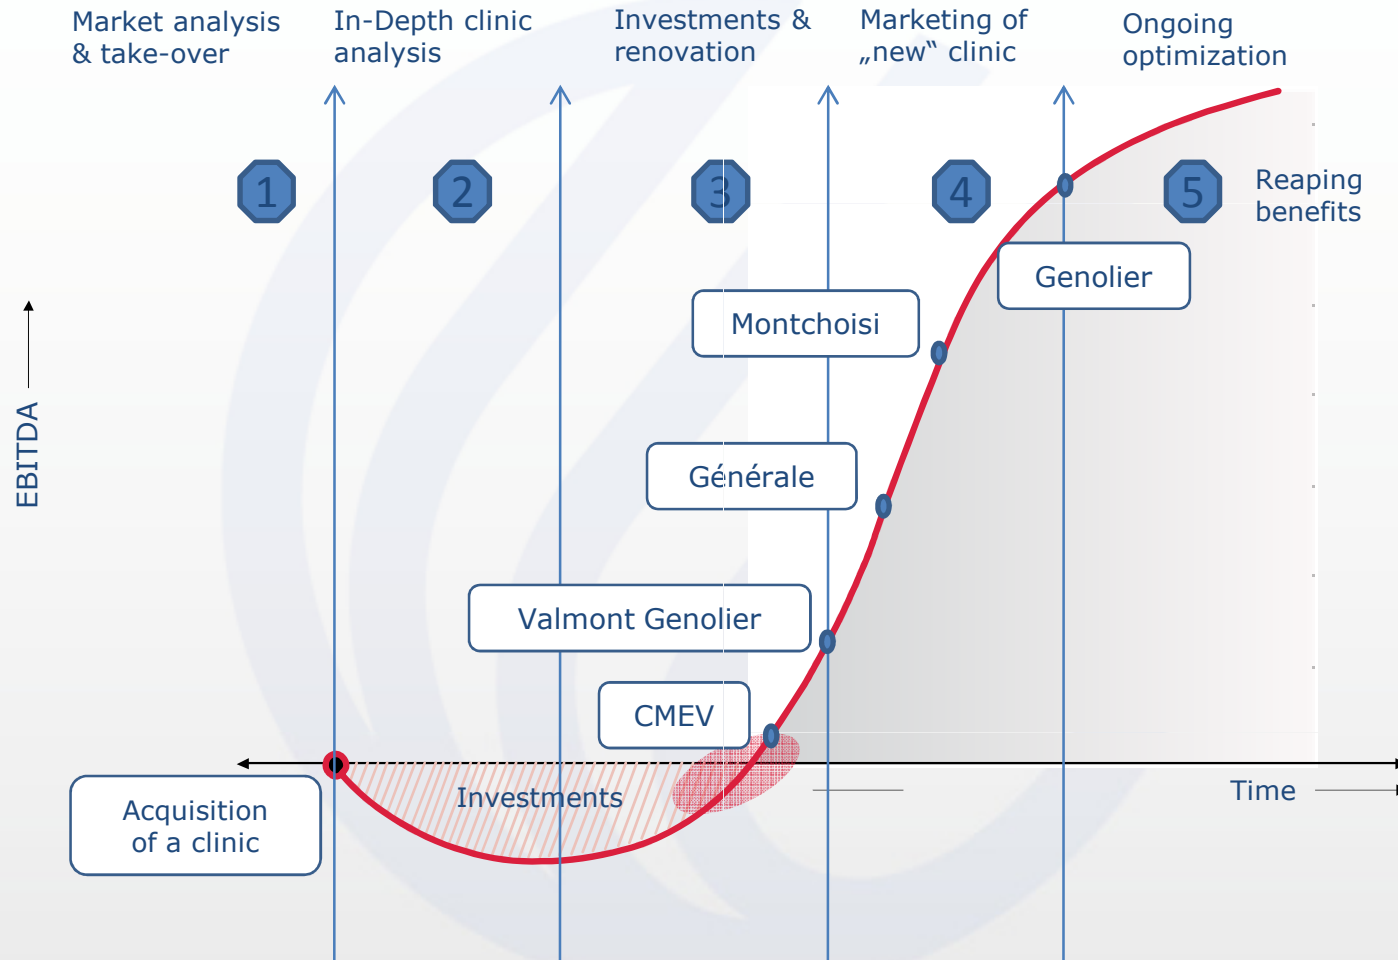 Market analysis
& take-over
In-Depth clinic
analysis
Investments &
renovation
Marketing of
„new“ clinic
Ongoing
optimization
1
2
3
4
5
Reaping
benefits
Genolier
Montchoisi
Générale
Valmont Genolier
CMEV
EBITDA
Investments
Time
Acquisition
of a clinic